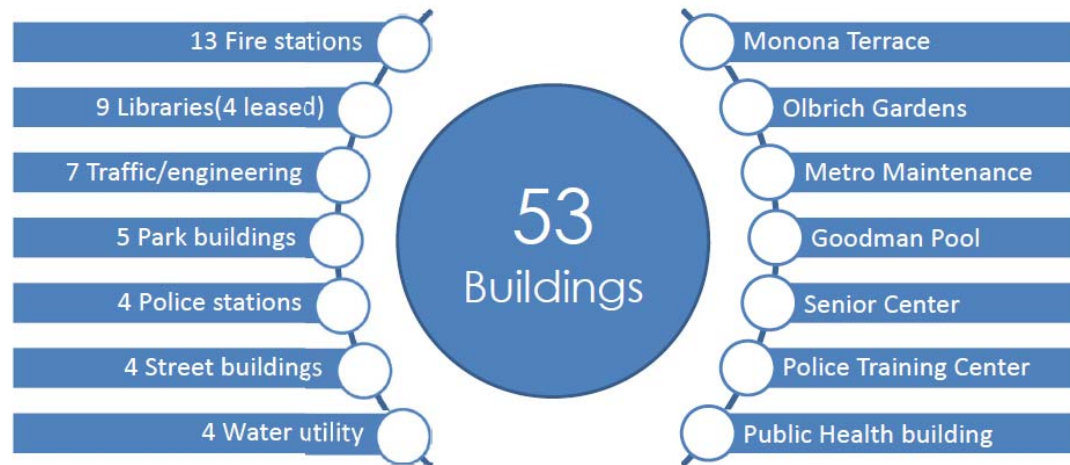 13 Fire stations
9 Libraries(4 leased)
7 Traffic/engineering
5 Park buildings
4 Police stations
4 Street buildings
4 Water utility
53
Buildings
Monona Terrace
Olbrich Gardens
Metro Maintenance
Goodman Pool
Senior Center
Police Training Center
Public Health building